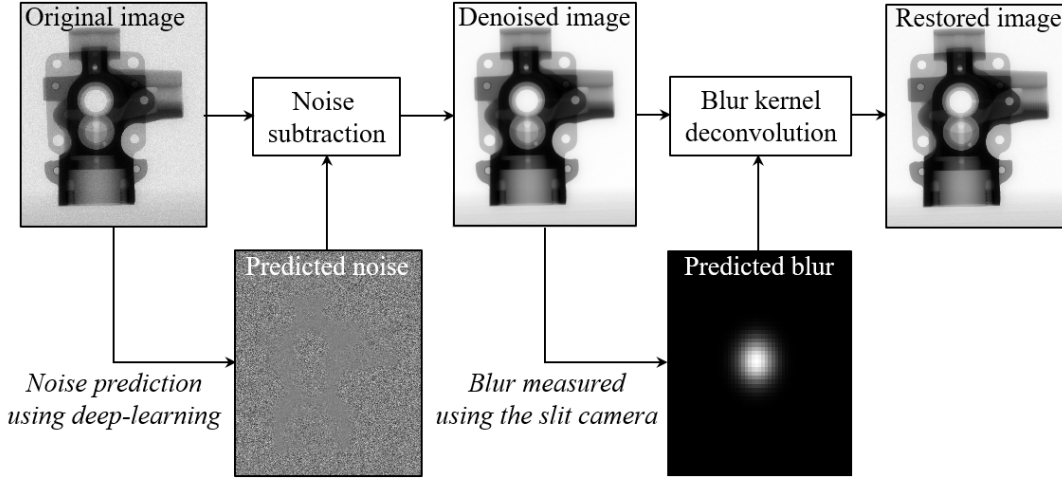 Original image
Denoised image
Restored image
Noise
subtraction
Blur kernel
deconvolution
Predicted noise
Predicted blur
Noise prediction
using deep-learning
Blur measured
using the slit camera